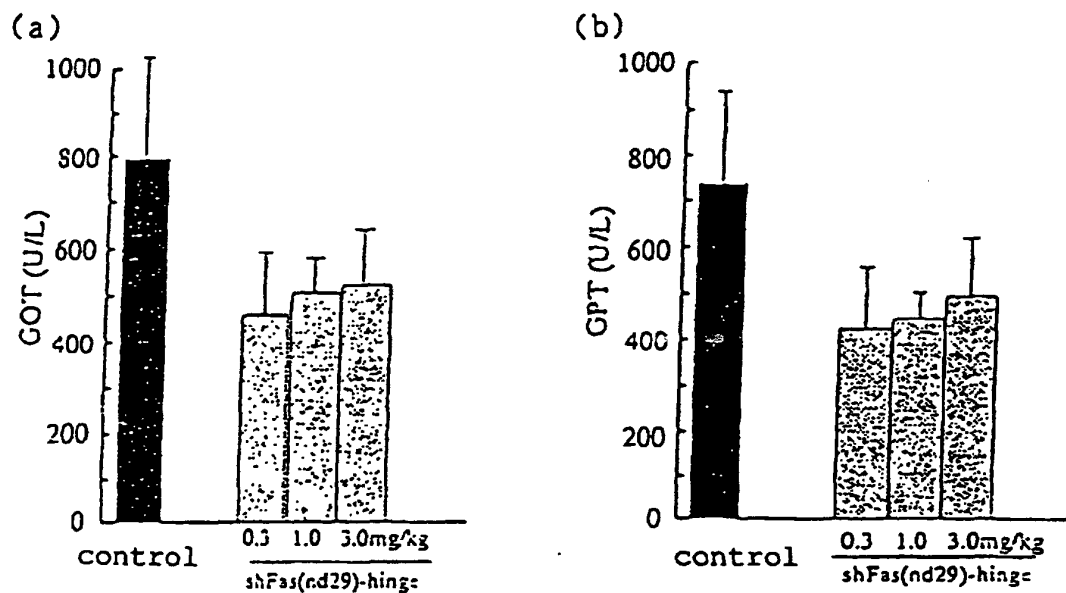 (a)
GOT (U/L)
1000
800
600
400
200
0
control
0.3 1.0 3.0mg/kg
shFas(nd29)-hinge
(b)
GPT (U/L)
1000
800
600
400
200
0
control
0.3 1.0 3.0mg/kg
shFas(nd29)-hinge